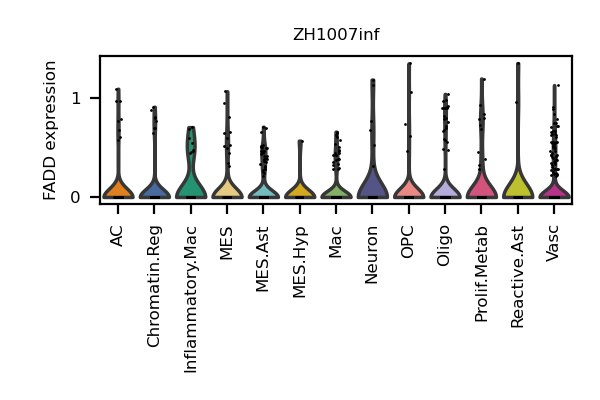 ZH1007inf
FADD expression
1
0
AC
Chromatin.Reg
Inflammatory.Mac
MES
MES.Ast
MES.Hyp
Mac
Neuron
OPC
Oligo
Prolif.Metab
Reactive.Ast
Vasc